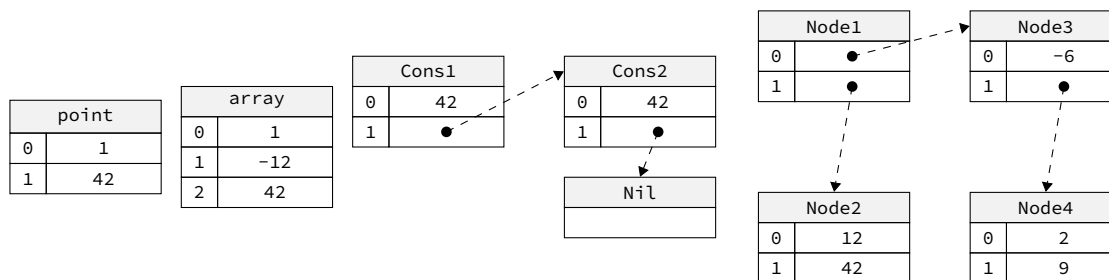 point
0 1
1 42
array
0 1
1 −12
2 42
Cons1
0 42
1
Cons2
0 42
1
Nil
Node1
0
1
Node3
0 −6
1
Node2
0 12
1 42
Node4
0 2
1 9